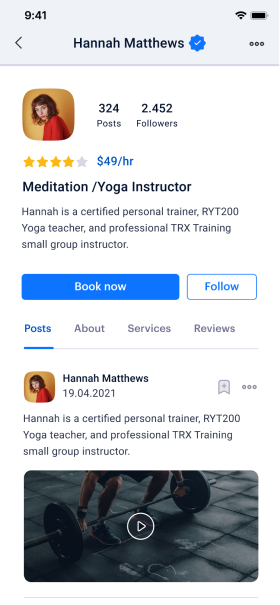 9:41
Hannah Matthews
324 2.452
Posts Followers
$49/hr
Meditation /Yoga Instructor
Hannah is a certified personal trainer, RYT200
Yoga teacher, and professional TRX Training
small group instructor.
Book now Follow
Posts About Services Reviews
Hannah Matthews
19.04.2021
Hannah is a certified personal trainer, RYT200
Yoga teacher, and professional TRX Training
small group instructor.